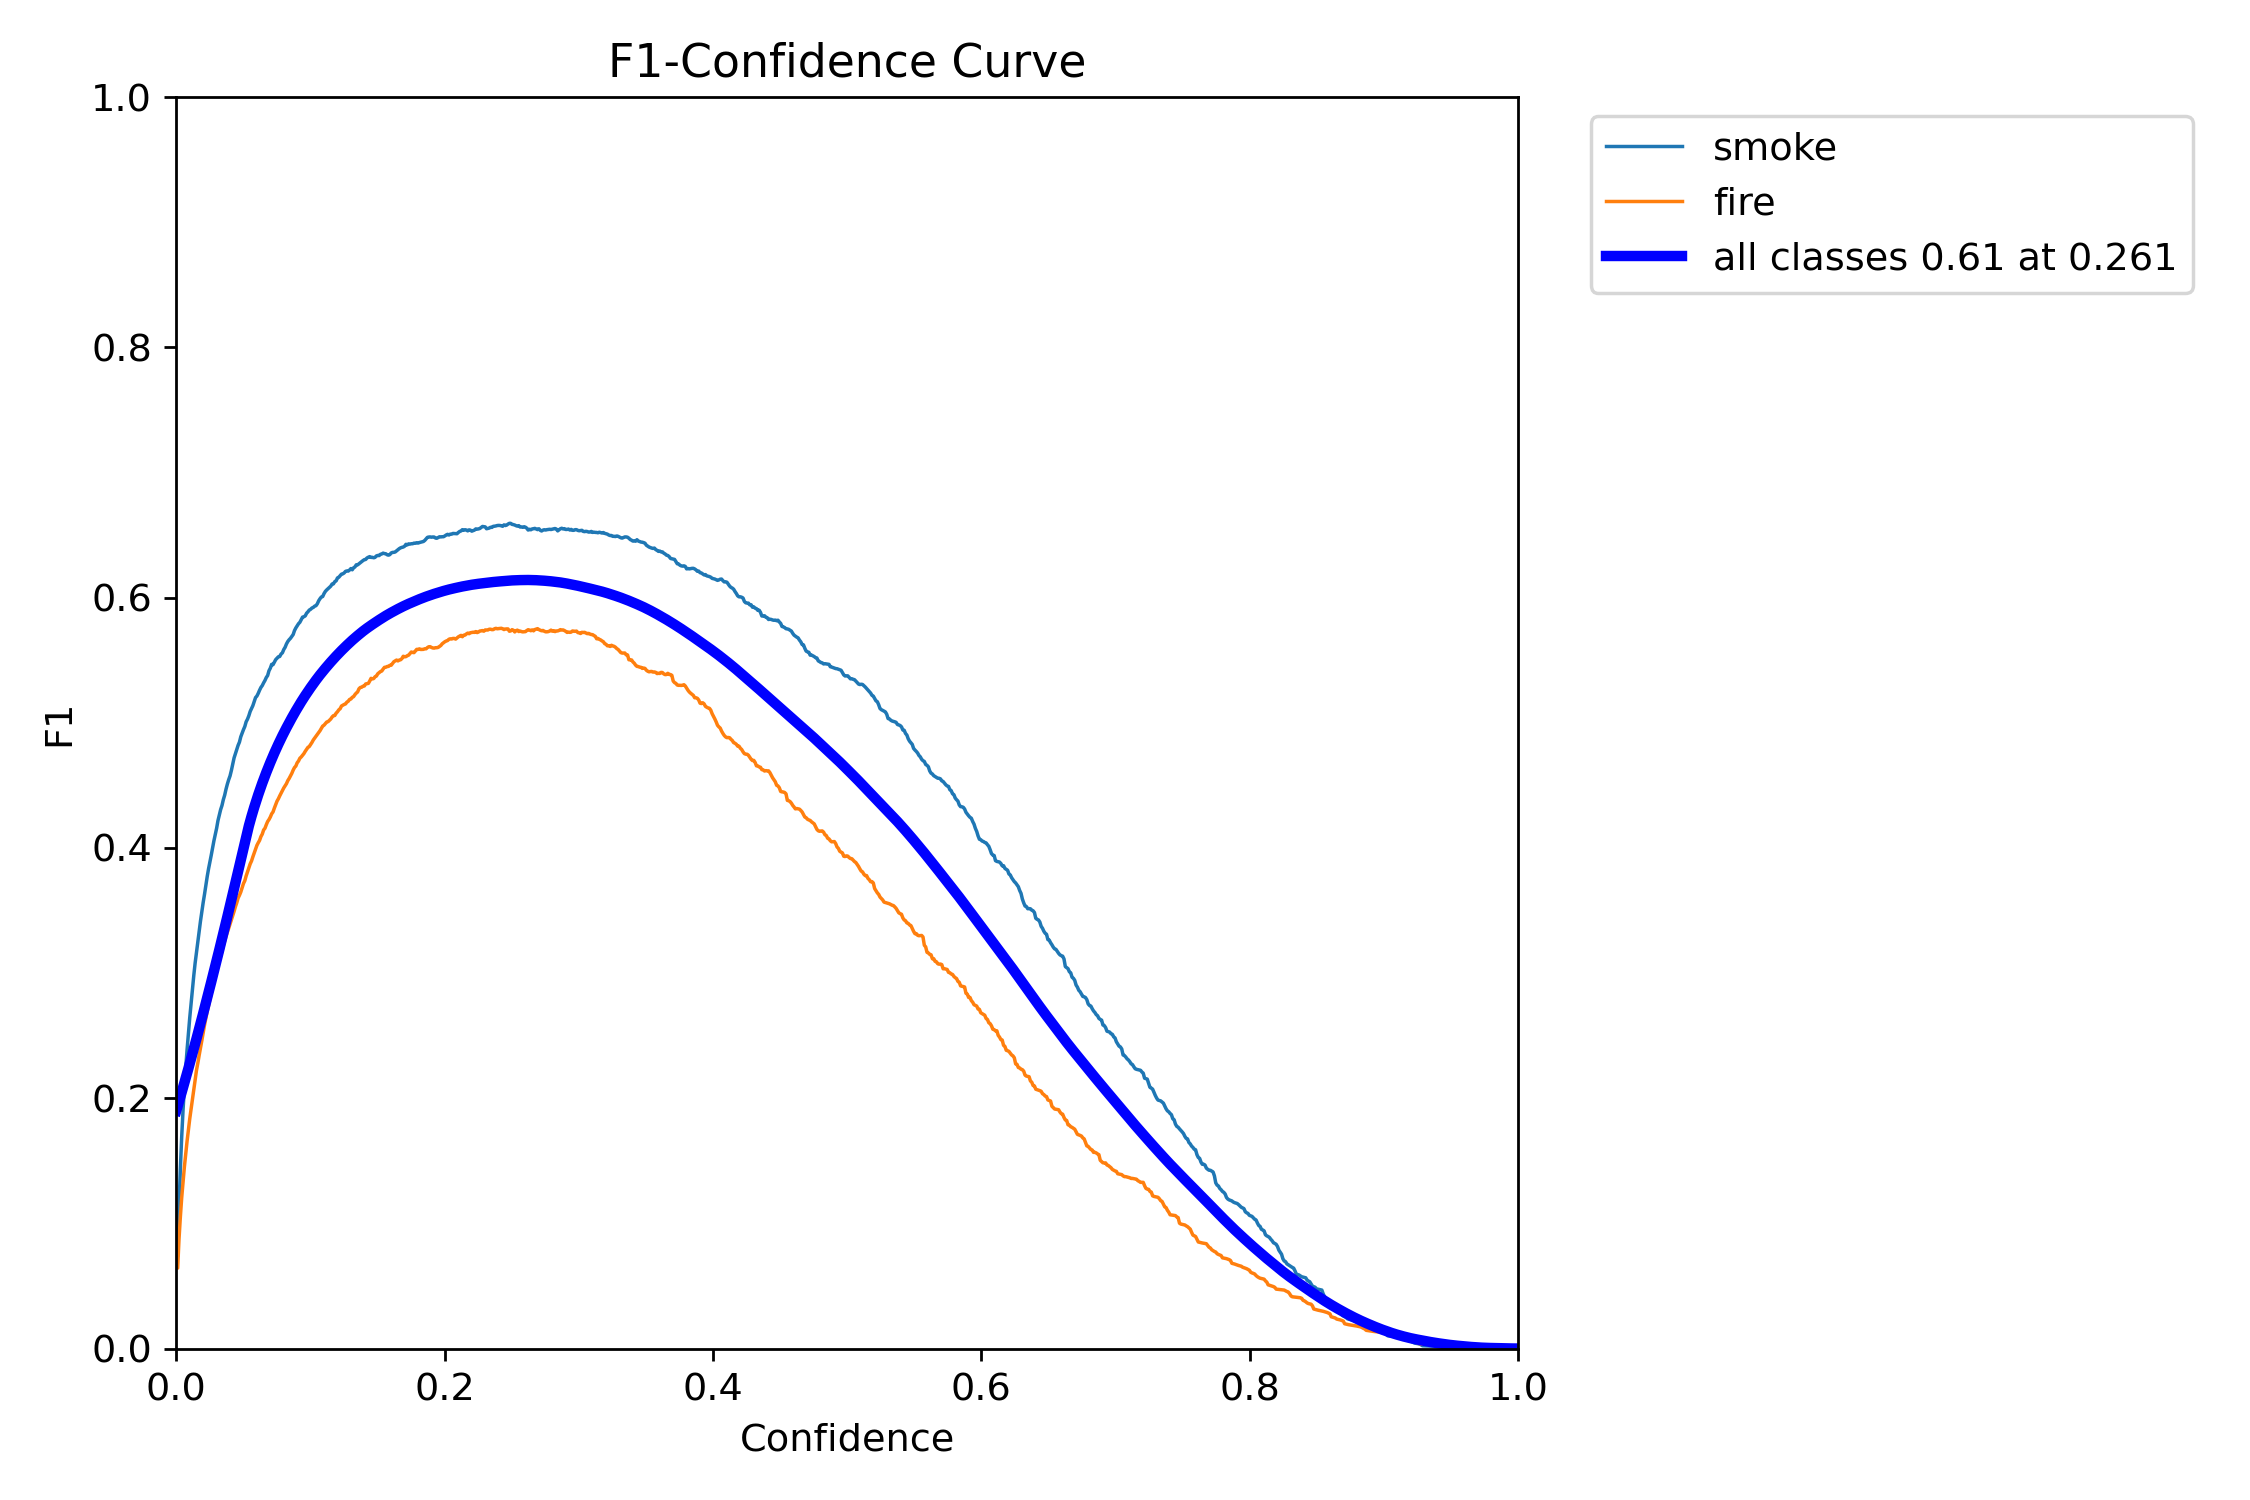 F1-Confidence Curve
1.0
0.8
0.6
0.4
0.2
0.0
F1
0.0 0.2 0.4 0.6 0.8 1.0
Confidence
smoke
fire
all classes 0.61 at 0.261